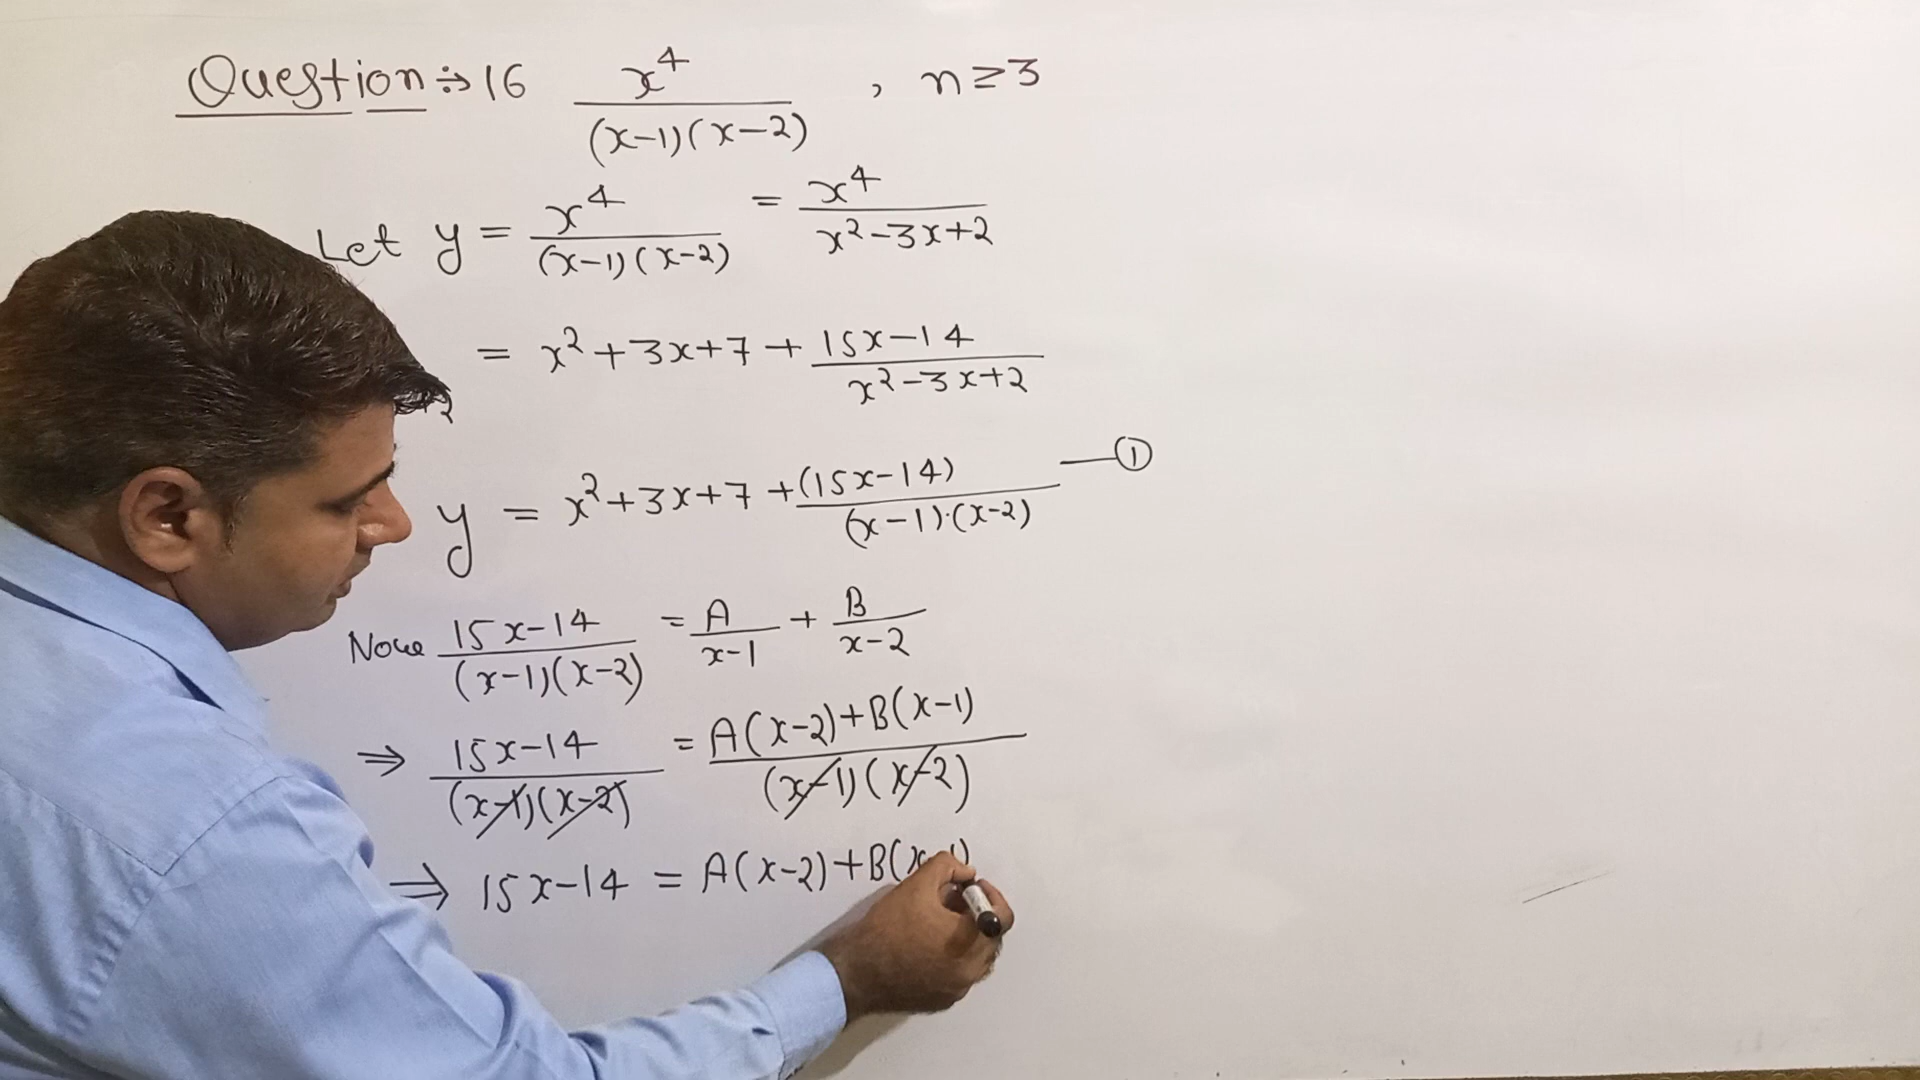 Question ÷→ 16 x⁴/(x-1)(x-2) , n≥3
Let y = x⁴/(x-1)(x-2) = x⁴/x²-3x+2
= x²+3x+7+ 15x-14/x²-3x+2
y = x²+3x+7+(15x-14)/(x-1)·(x-2) —①
Now 15x-14/(x-1)(x-2) = A/x-1 + B/x-2
⇒ 15x-14/(x-1)(x-2) = A(x-2)+B(x-1)/(x-1)(x-2)
⇒ 15x-14 = A(x-2)+B(x-1)